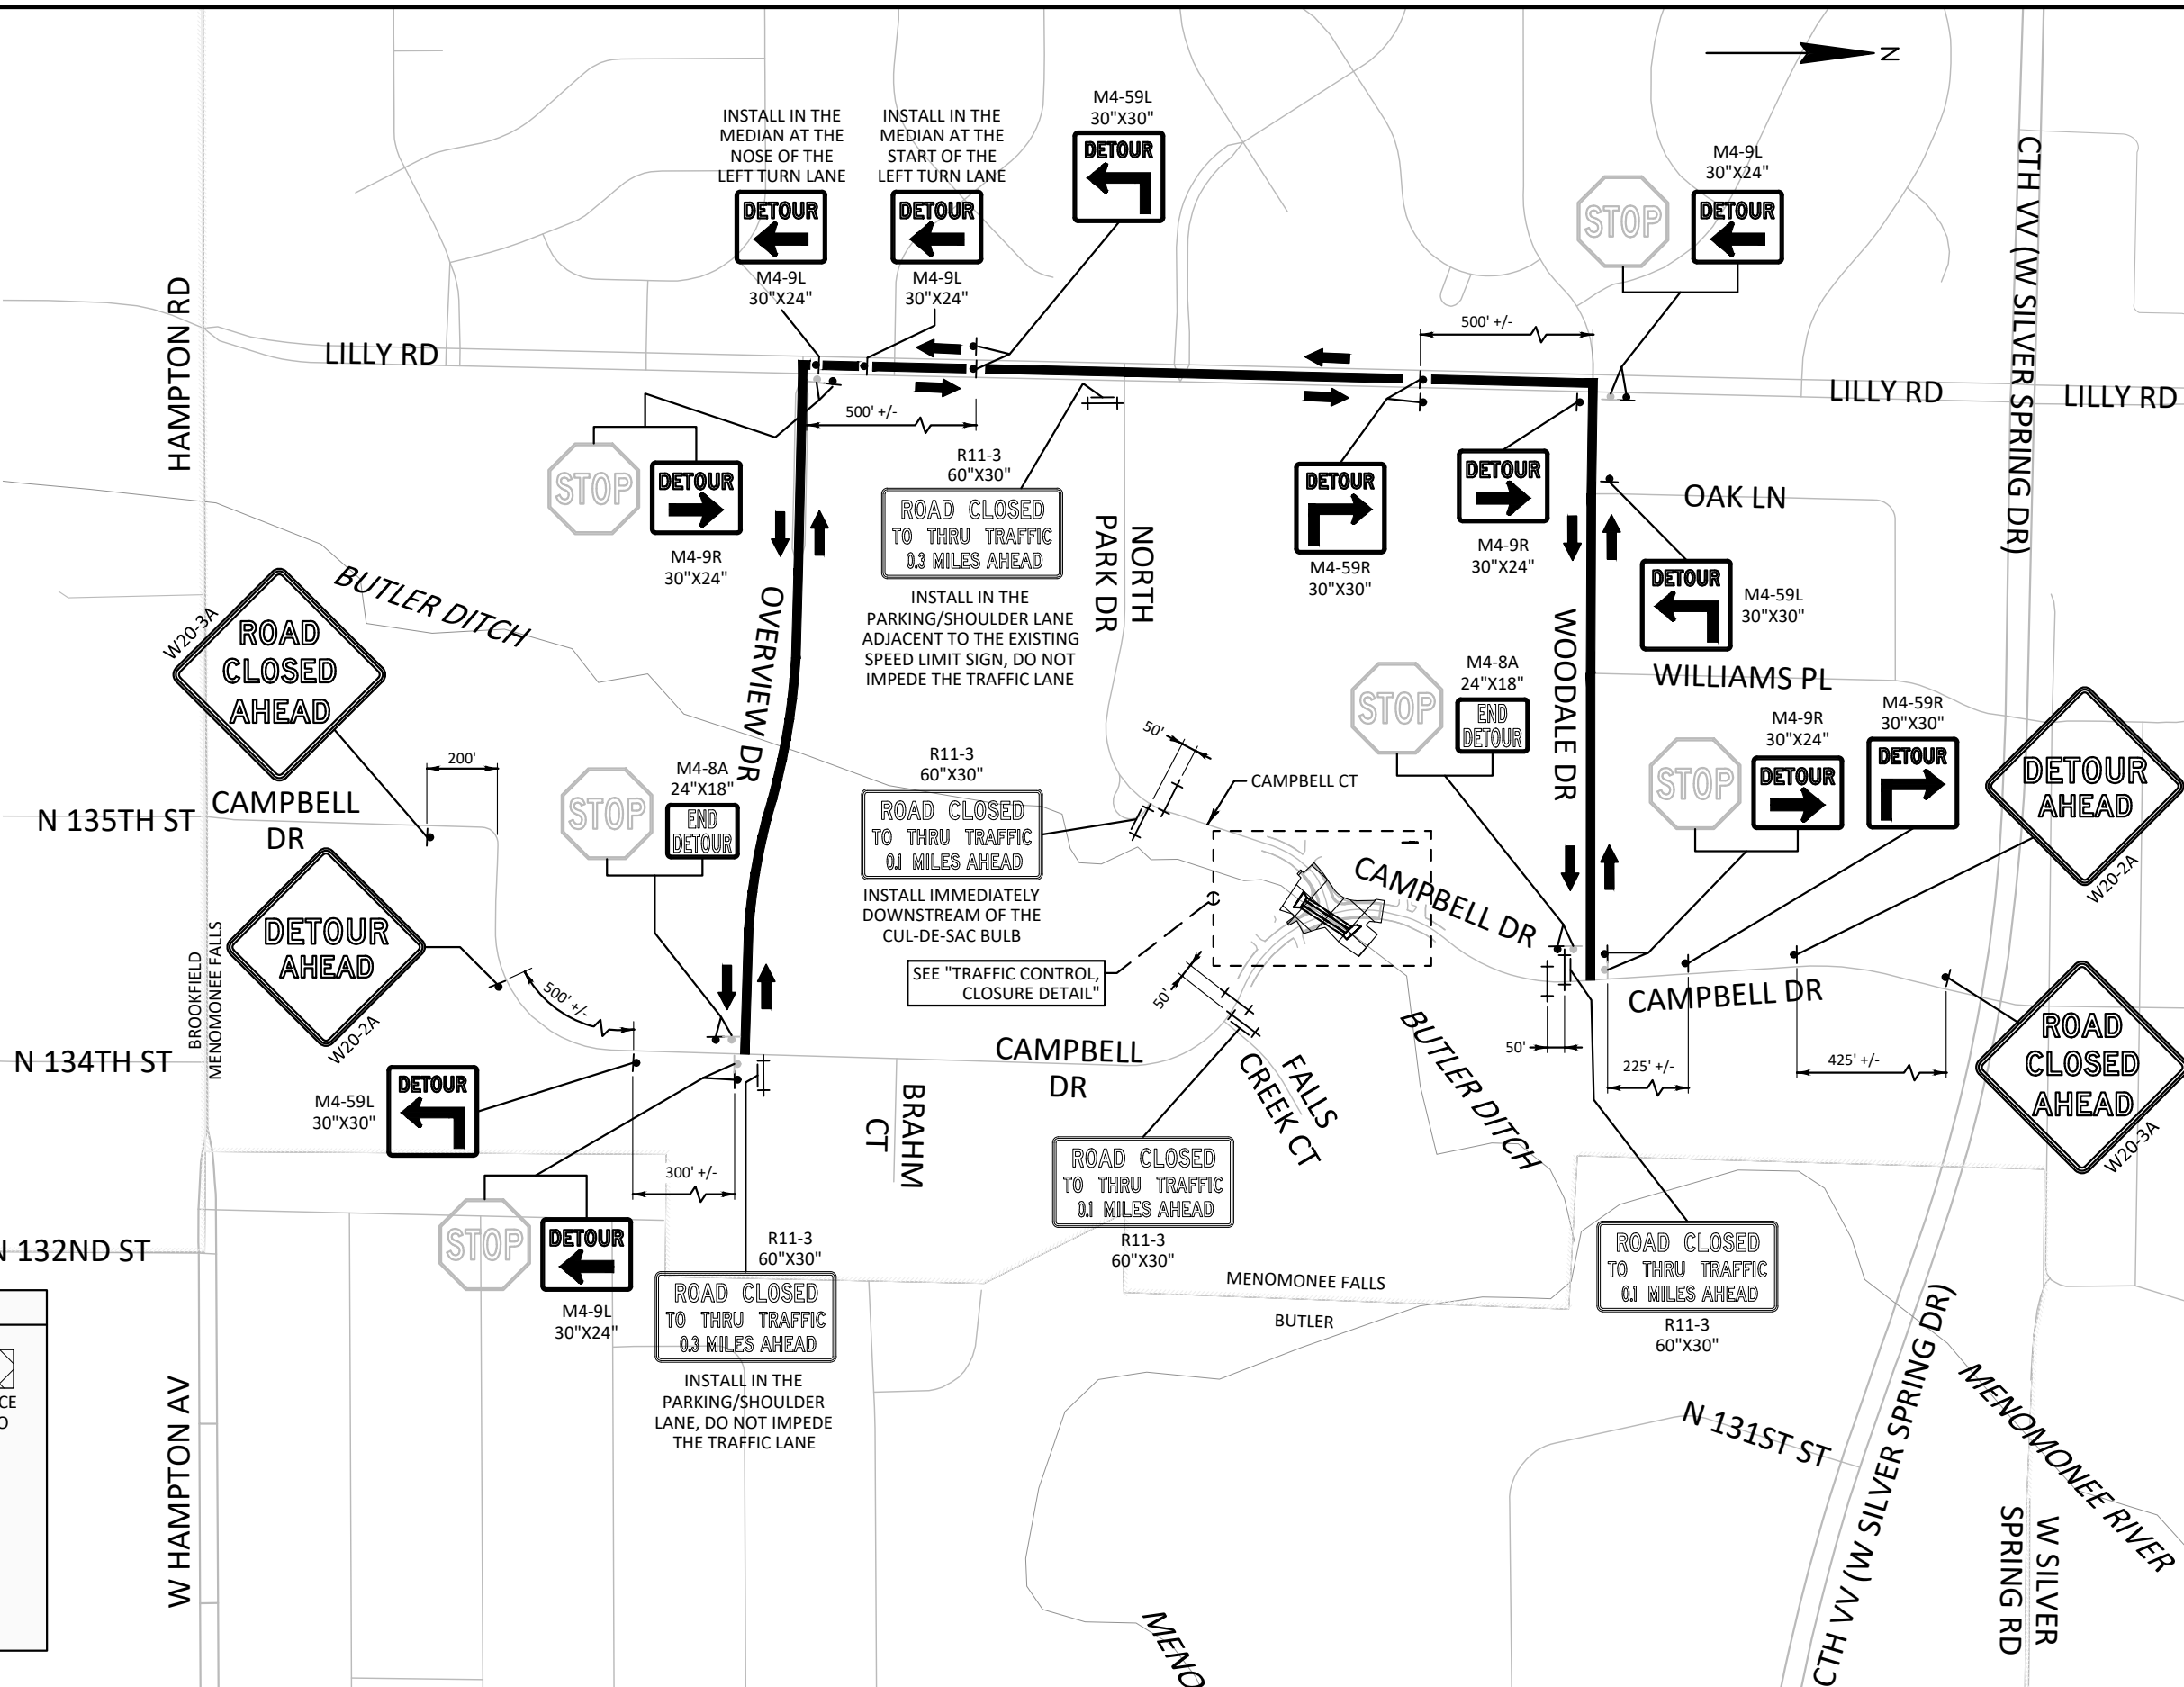 N
INSTALL IN THE
MEDIAN AT THE
NOSE OF THE
LEFT TURN LANE
DETOUR
M4-9L
30"X24"
INSTALL IN THE
MEDIAN AT THE
START OF THE
LEFT TURN LANE
DETOUR
M4-9L
30"X24"
M4-59L
30"X30"
DETOUR
M4-9L
30"X24"
STOP
DETOUR
CTH VV (W SILVER SPRING DR)
HAMPTON RD
LILLY RD
500' +/-
LILLY RD
LILLY RD
500' +/-
STOP
DETOUR
M4-9R
30"X24"
R11-3
60"X30"
ROAD CLOSED
TO THRU TRAFFIC
0.3 MILES AHEAD
INSTALL IN THE
PARKING/SHOULDER LANE
ADJACENT TO THE EXISTING
SPEED LIMIT SIGN, DO NOT
IMPEDE THE TRAFFIC LANE
NORTH
PARK DR
DETOUR
M4-59R
30"X30"
DETOUR
M4-9R
30"X24"
OAK LN
DETOUR
M4-59L
30"X30"
BUTLER DITCH
OVERVIEW DR
WOODALE DR
WILLIAMS PL
W20-3A
ROAD
CLOSED
AHEAD
200'
N 135TH ST
CAMPBELL
DR
STOP
M4-8A
24"X18"
END
DETOUR
R11-3
60"X30"
ROAD CLOSED
TO THRU TRAFFIC
0.1 MILES AHEAD
INSTALL IMMEDIATELY
DOWNSTREAM OF THE
CUL-DE-SAC BULB
50'
CAMPBELL CT
STOP
M4-8A
24"X18"
END
DETOUR
STOP
M4-9R
30"X24"
DETOUR
M4-59R
30"X30"
DETOUR
DETOUR
AHEAD
W20-2A
DETOUR
AHEAD
W20-2A
BROOKFIELD
MENOMONEE FALLS
500' +/-
SEE "TRAFFIC CONTROL,
CLOSURE DETAIL"
50'
CAMPBELL DR
CAMPBELL DR
50'
225' +/-
425' +/-
ROAD
CLOSED
AHEAD
W20-3A
N 134TH ST
M4-59L
30"X30"
DETOUR
CAMPBELL
DR
BRAHM
CT
FALLS
CREEK CT
BUTLER DITCH
300' +/-
STOP
DETOUR
M4-9L
30"X24"
R11-3
60"X30"
ROAD CLOSED
TO THRU TRAFFIC
0.3 MILES AHEAD
INSTALL IN THE
PARKING/SHOULDER
LANE, DO NOT IMPEDE
THE TRAFFIC LANE
ROAD CLOSED
TO THRU TRAFFIC
0.1 MILES AHEAD
R11-3
60"X30"
ROAD CLOSED
TO THRU TRAFFIC
0.1 MILES AHEAD
R11-3
60"X30"
MENOMONEE FALLS
BUTLER
N 132ND ST
CE
O
W HAMPTON AV
N 131ST ST
CTH VV (W SILVER SPRING DR)
MENOMONEE RIVER
W SILVER
SPRING RD
MENO